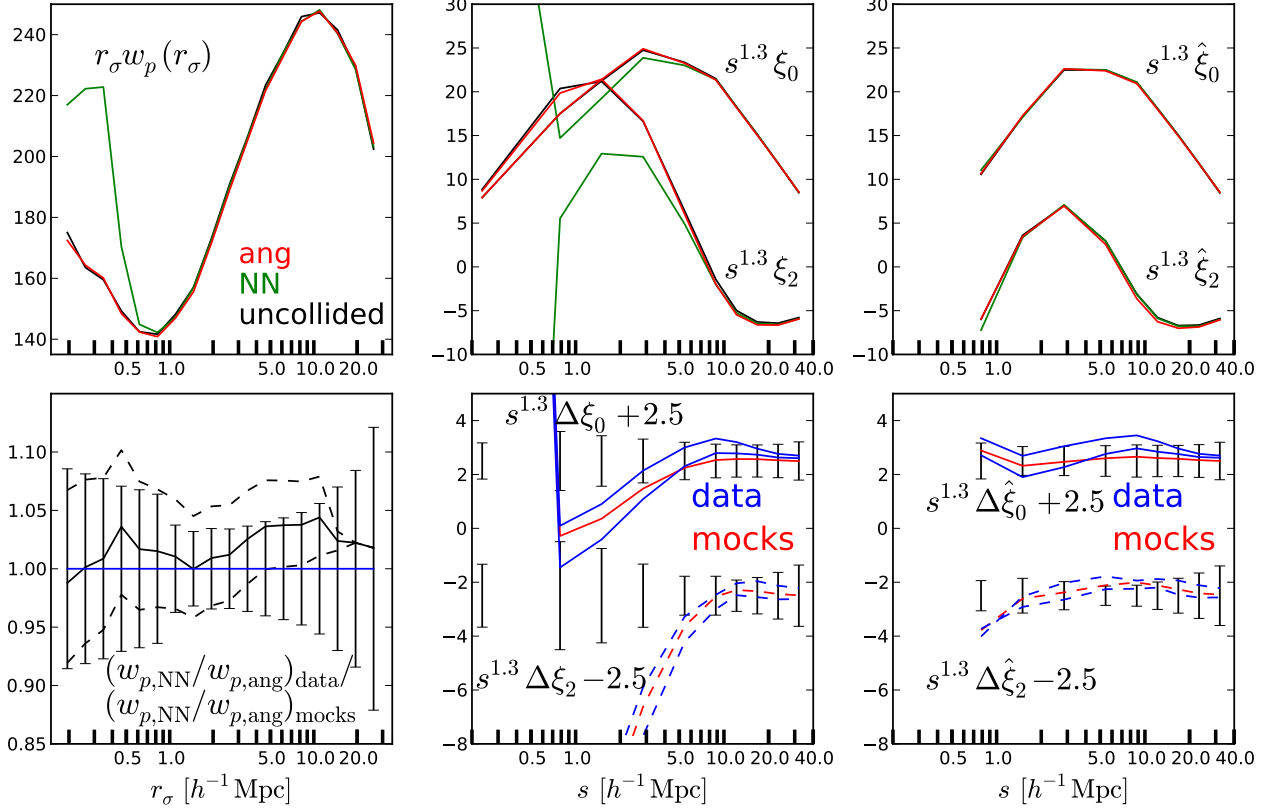 240
220
200
180
160
140
r_σ w_p(r_σ)
ang
NN
uncollided
0.5 1.0 5.0 10.0 20.0
30
25
20
15
10
5
0
−5
−10
s^{1.3} ξ_0
s^{1.3} ξ_2
0.5 1.0 5.0 10.0 20.0 40.0
30
25
20
15
10
5
0
−5
−10
s^{1.3} ξ̂_0
s^{1.3} ξ̂_2
0.5 1.0 5.0 10.0 20.0 40.0
1.10
1.05
1.00
0.95
0.90
0.85
(w_{p,NN}/w_{p,ang})_{data}/
(w_{p,NN}/w_{p,ang})_{mocks}
0.5 1.0 5.0 10.0 20.0
r_σ [h^{−1} Mpc]
4
2
0
−2
−4
−6
−8
s^{1.3} Δξ_0 +2.5
data
mocks
s^{1.3} Δξ_2 −2.5
0.5 1.0 5.0 10.0 20.0 40.0
s [h^{−1} Mpc]
4
2
0
−2
−4
−6
−8
s^{1.3} Δξ̂_0 +2.5
data
mocks
s^{1.3} Δξ̂_2 −2.5
0.5 1.0 5.0 10.0 20.0 40.0
s [h^{−1} Mpc]